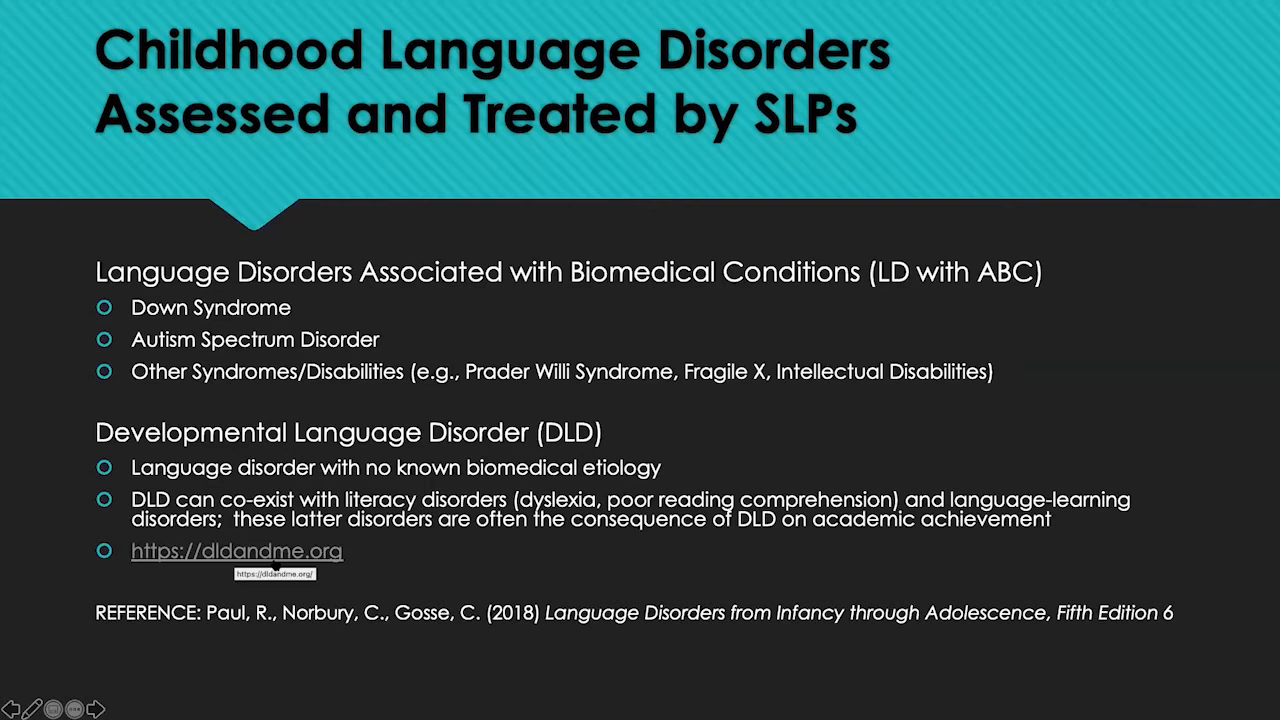 Childhood Language Disorders
Assessed and Treated by SLPs
Language Disorders Associated with Biomedical Conditions (LD with ABC)
Down Syndrome
Autism Spectrum Disorder
Other Syndromes/Disabilities (e.g., Prader Willi Syndrome, Fragile X, Intellectual Disabilities)
Developmental Language Disorder (DLD)
Language disorder with no known biomedical etiology
DLD can co-exist with literacy disorders (dyslexia, poor reading comprehension) and language-learning
disorders;  these latter disorders are often the consequence of DLD on academic achievement
https://dldandme.org
https://dldandme.org/
REFERENCE: Paul, R., Norbury, C., Gosse, C. (2018) Language Disorders from Infancy through Adolescence, Fifth Edition 6